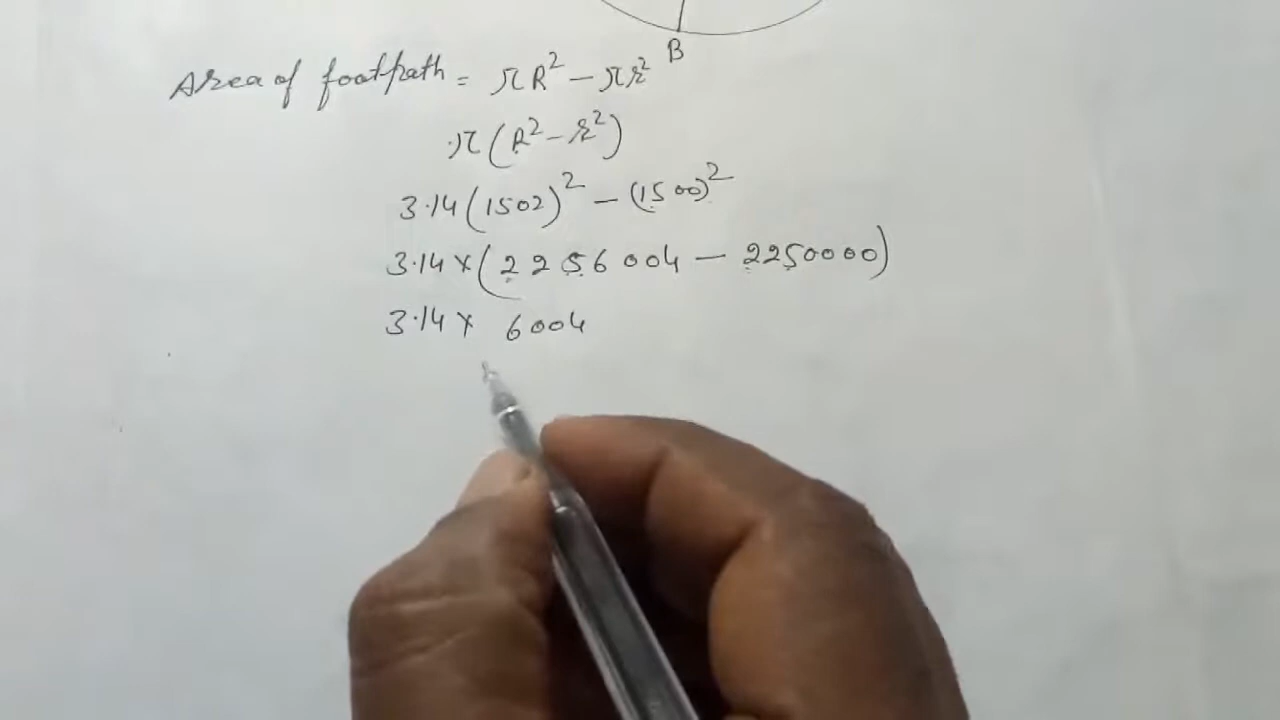 B
Area of footpath = πR² - πr²
π(R² - r²)
3.14(1502)² - (1500)²
3.14×(2256004 - 2250000)
3.14× 6004